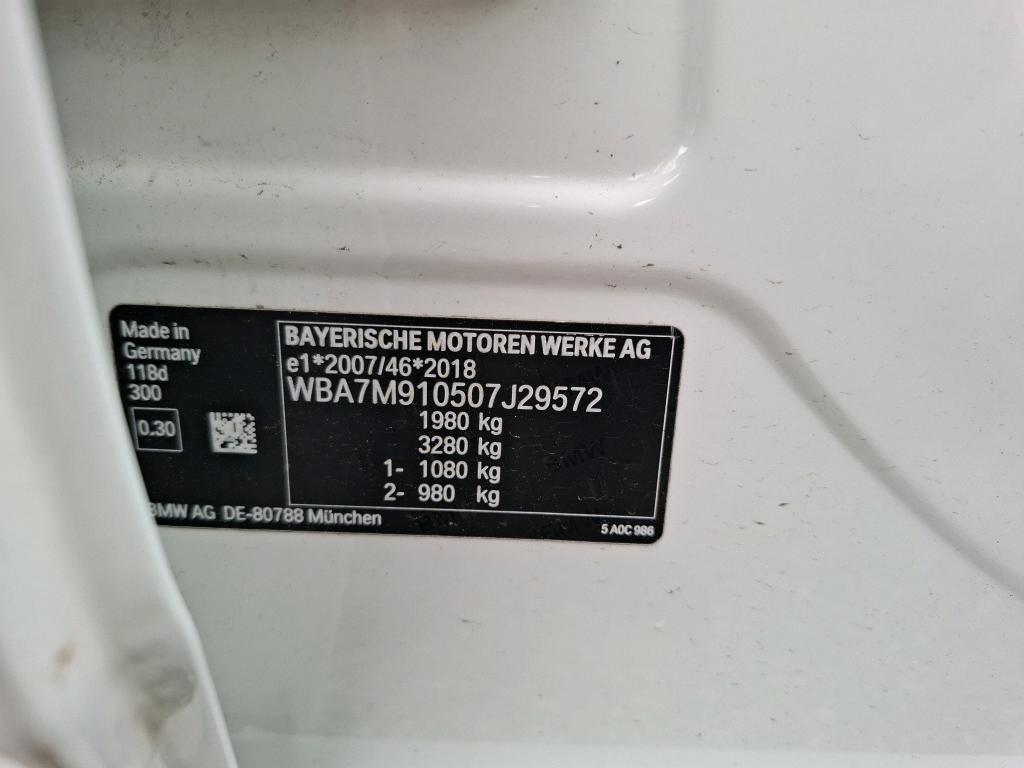 Made in
Germany
118d
300
0.30
BAYERISCHE MOTOREN WERKE AG
e1*2007/46*2018
WBA7M910507J29572
1980 kg
3280 kg
1- 1080 kg
2- 980 kg
BMW AG DE-80788 München
5 A0C 986